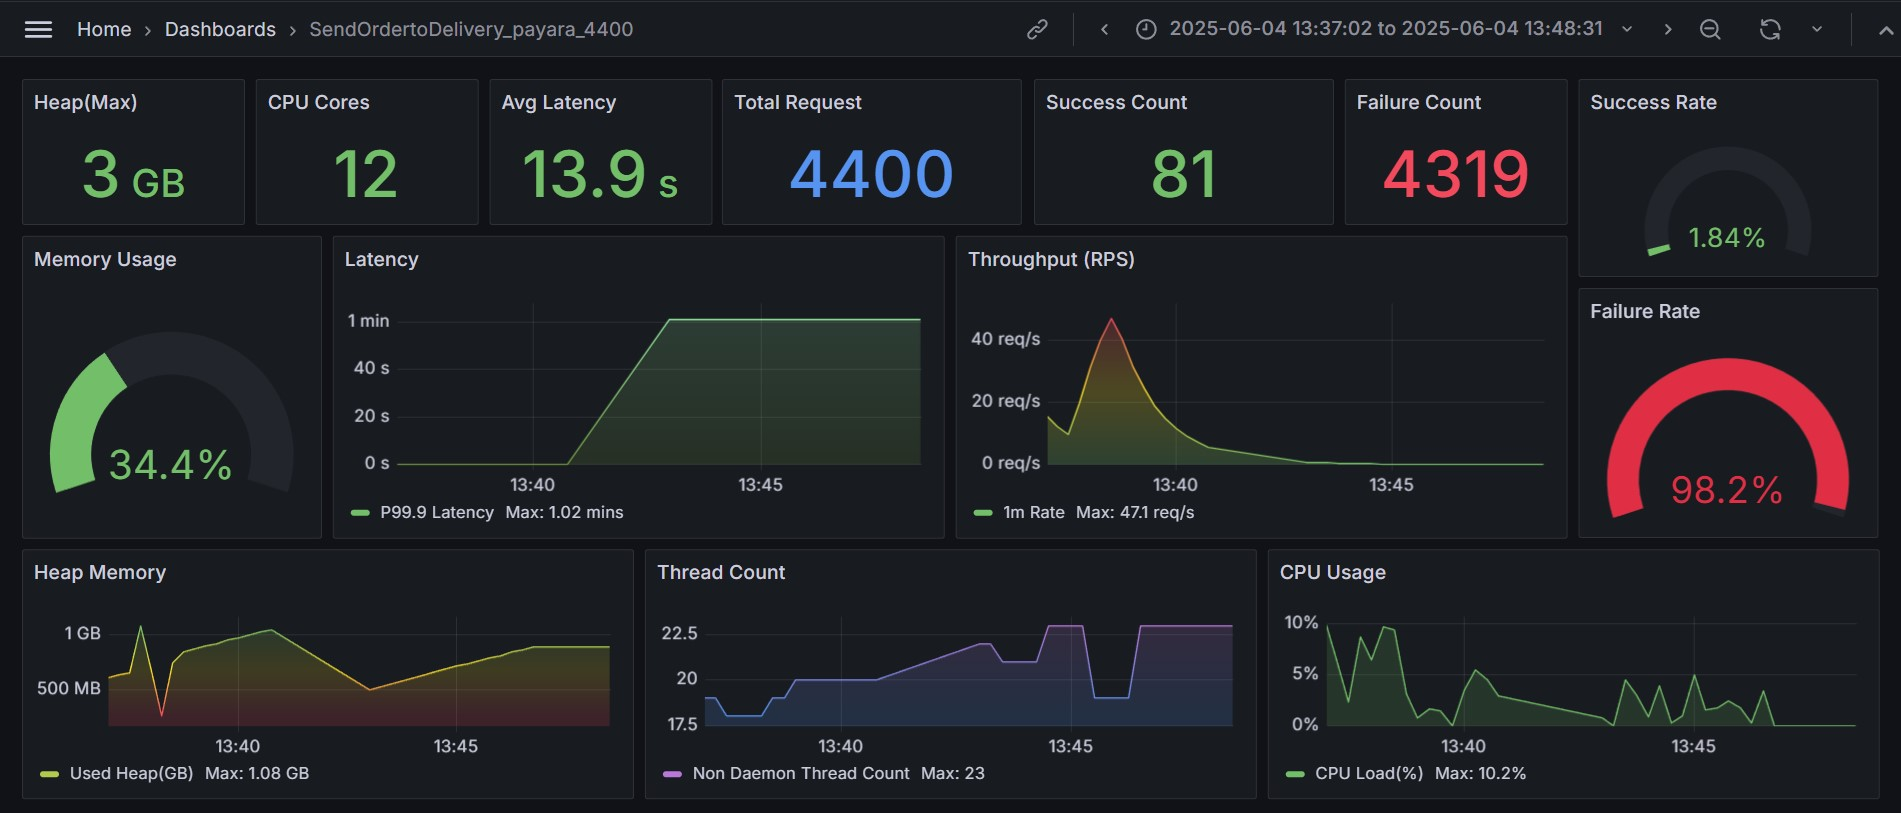 Home › Dashboards › SendOrdertoDelivery_payara_4400
2025-06-04 13:37:02 to 2025-06-04 13:48:31
Heap(Max)
3 GB
CPU Cores
12
Avg Latency
13.9 s
Total Request
4400
Success Count
81
Failure Count
4319
Success Rate
1.84%
Memory Usage
34.4%
Latency
1 min
40 s
20 s
0 s
13:40 13:45
P99.9 Latency Max: 1.02 mins
Throughput (RPS)
40 req/s
20 req/s
0 req/s
13:40 13:45
1m Rate Max: 47.1 req/s
Failure Rate
98.2%
Heap Memory
1 GB
500 MB
13:40 13:45
Used Heap(GB) Max: 1.08 GB
Thread Count
22.5
20
17.5
13:40 13:45
Non Daemon Thread Count Max: 23
CPU Usage
10%
5%
0%
13:40 13:45
CPU Load(%) Max: 10.2%